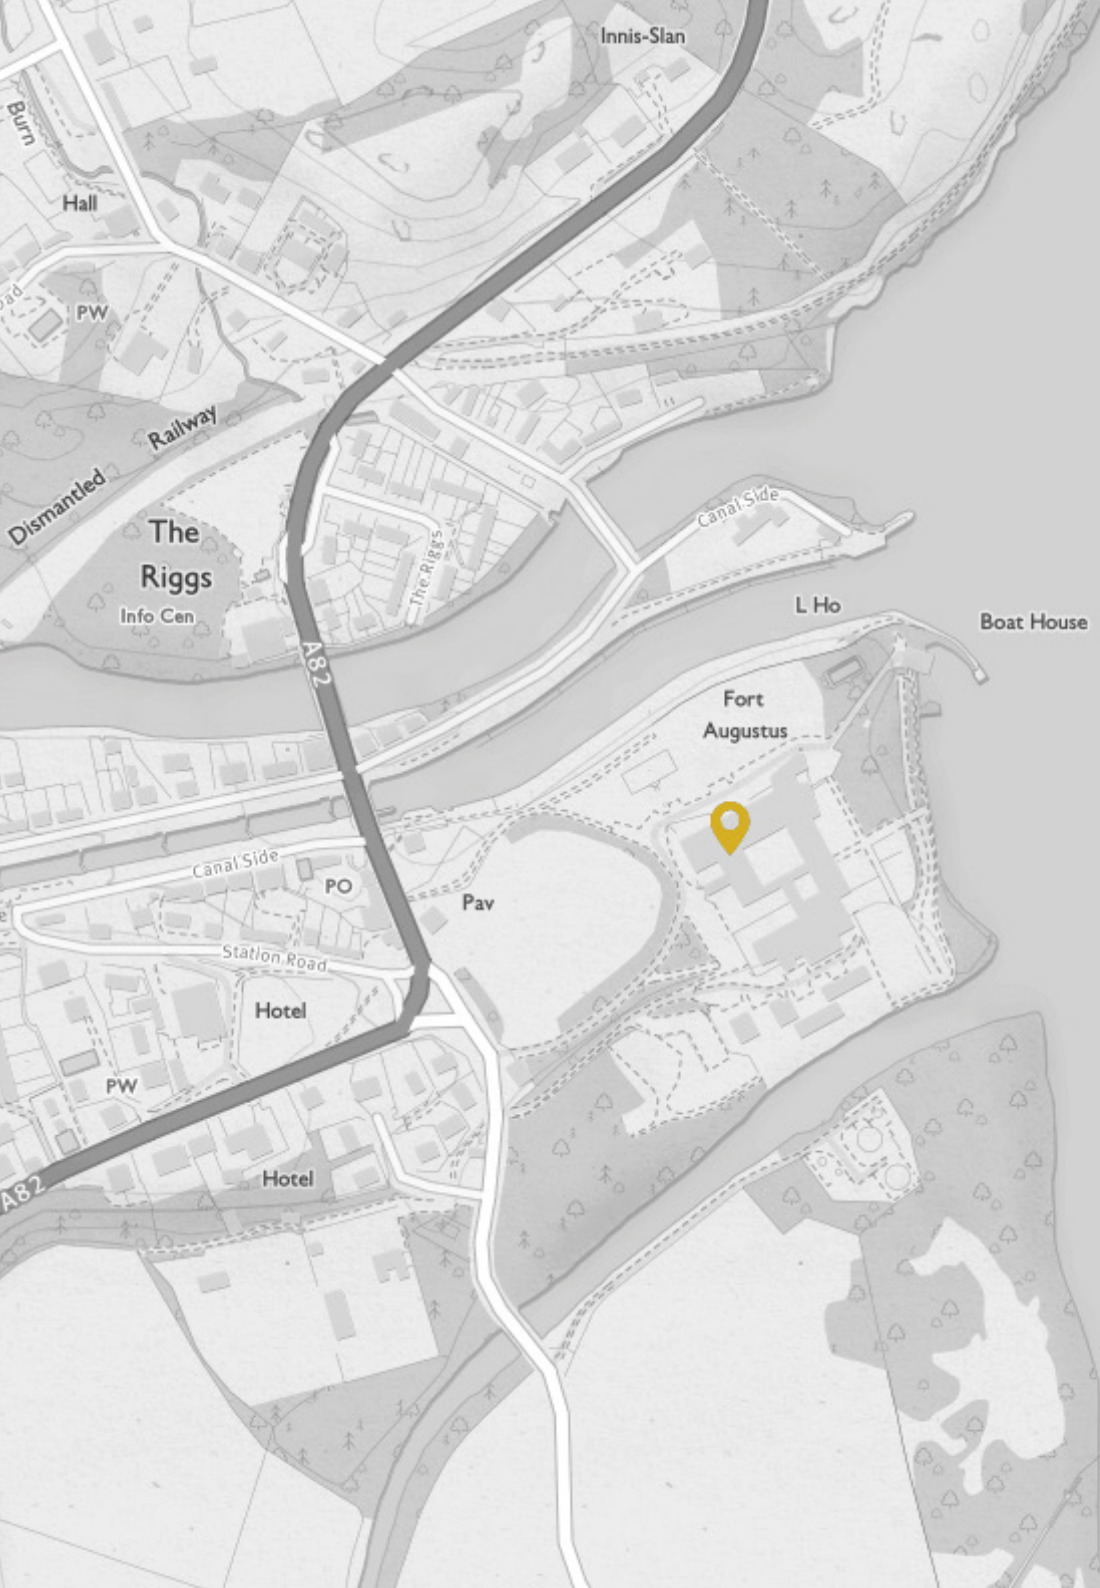 Innis-Slan
Burn
Hall
PW
Railway
Dismantled
The
Riggs
Info Cen
The Riggs
Canal Side
A82
L Ho
Boat House
Fort
Augustus
Canal Side
PO
Pav
Station Road
Hotel
PW
Hotel
A82